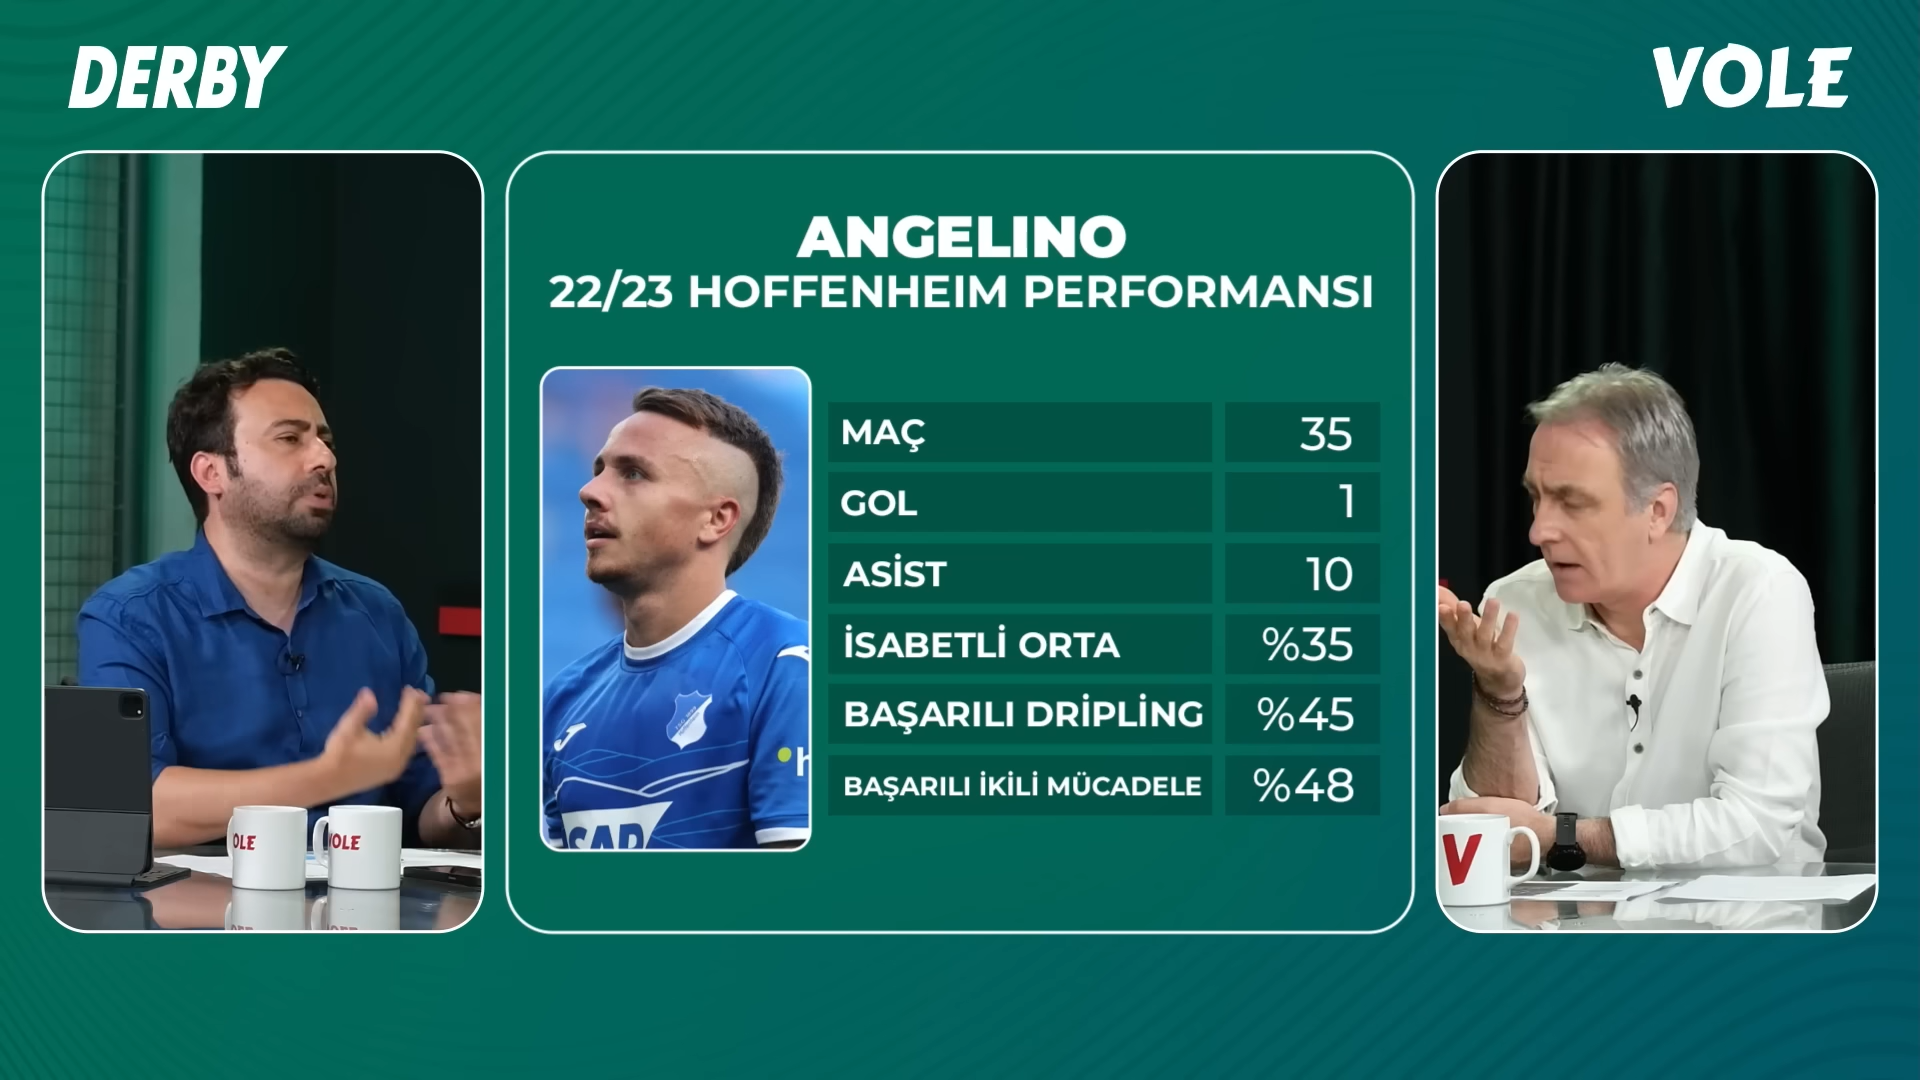 DERBY
VOLE
ANGELINO
22/23 HOFFENHEIM PERFORMANSI
MAÇ 35
GOL 1
ASİST 10
İSABETLİ ORTA %35
BAŞARILI DRİPLİNG %45
BAŞARILI İKİLİ MÜCADELE %48
SAP
h
OLE
VOLE
V